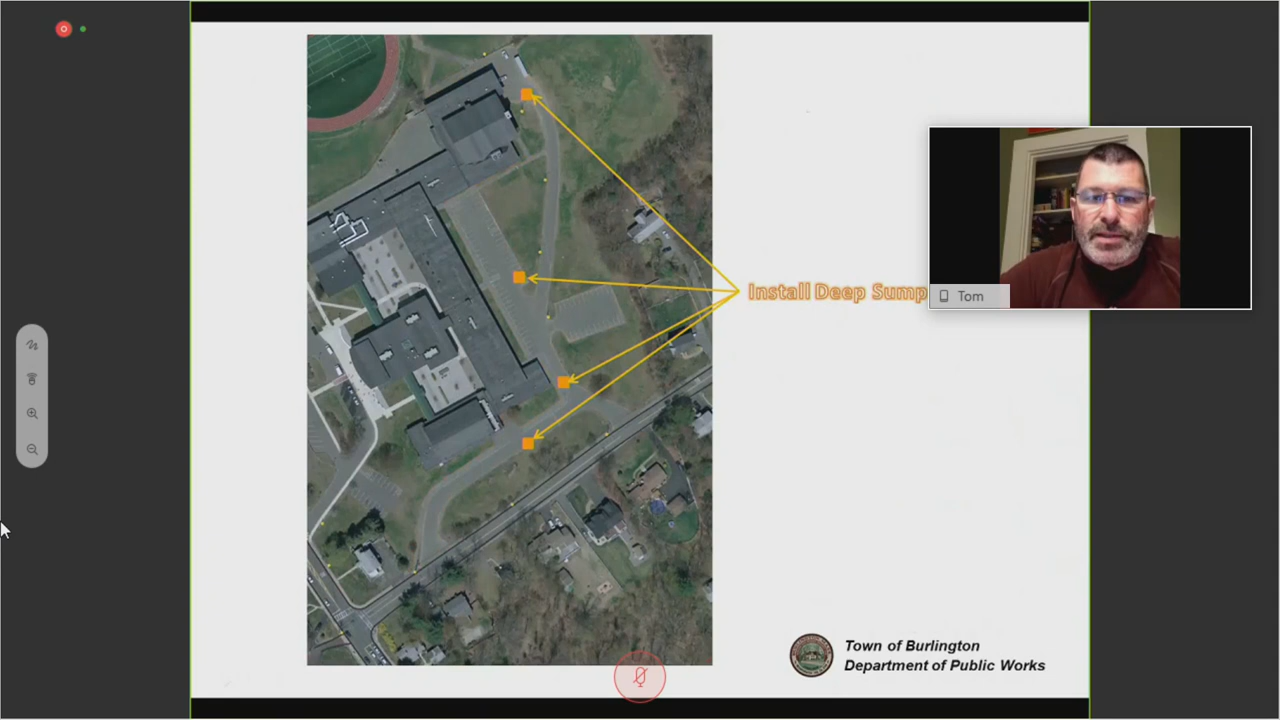 Install Deep Sump
Tom
Town of Burlington
Department of Public Works